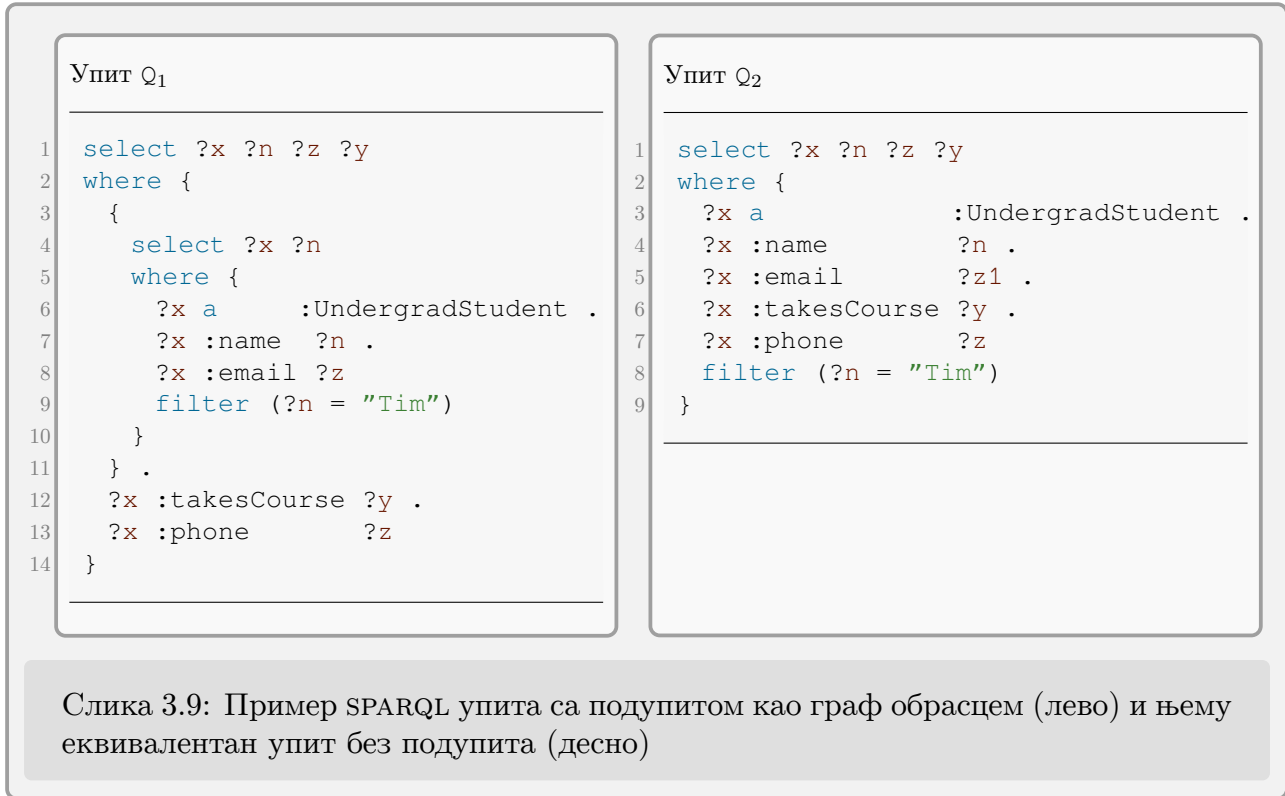 Упит Q1
1 select ?x ?n ?z ?y
2 where {
3 {
4 select ?x ?n
5 where {
6 ?x a :UndergradStudent .
7 ?x :name ?n .
8 ?x :email ?z
9 filter (?n = "Tim")
10 }
11 } .
12 ?x :takesCourse ?y .
13 ?x :phone ?z
14 }
Упит Q2
1 select ?x ?n ?z ?y
2 where {
3 ?x a :UndergradStudent .
4 ?x :name ?n .
5 ?x :email ?z1 .
6 ?x :takesCourse ?y .
7 ?x :phone ?z
8 filter (?n = "Tim")
9 }
Слика 3.9: Пример SPARQL упита са подупитом као граф обрасцем (лево) и њему
еквивалентан упит без подупита (десно)